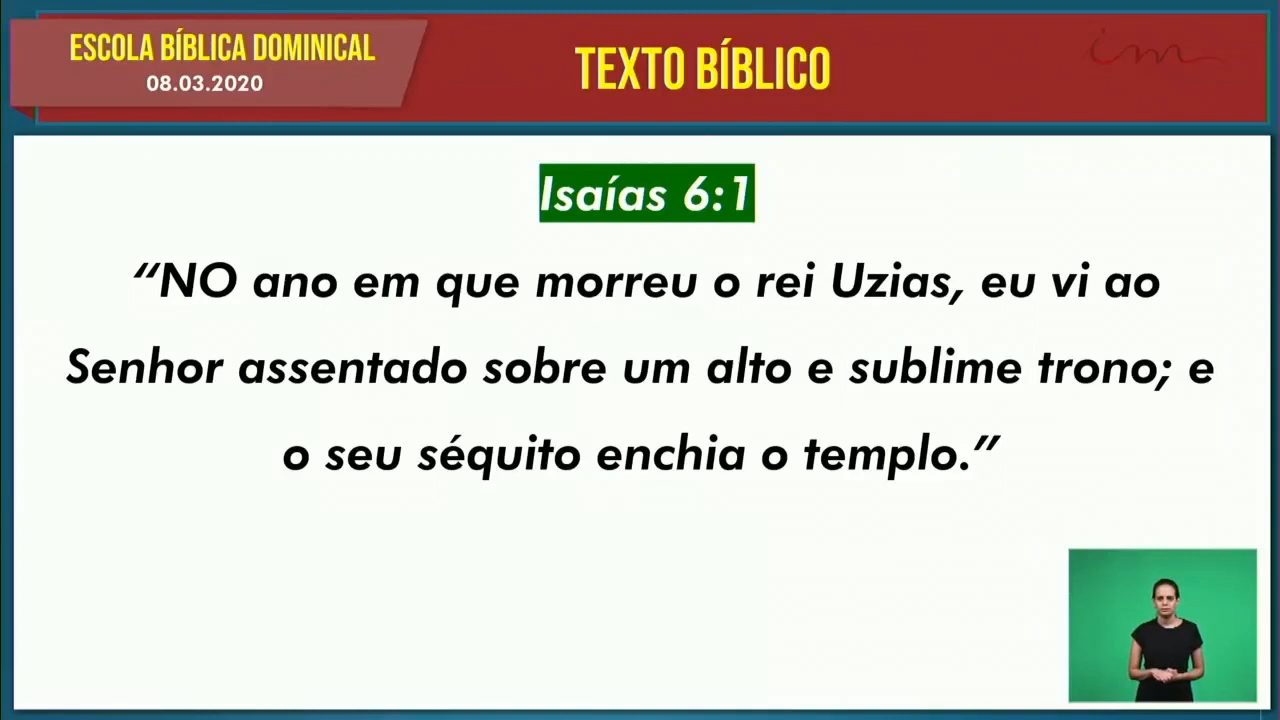 ESCOLA BÍBLICA DOMINICAL
08.03.2020
TEXTO BÍBLICO
im
Isaías 6:1
“NO ano em que morreu o rei Uzias, eu vi ao
Senhor assentado sobre um alto e sublime trono; e
o seu séquito enchia o templo.”